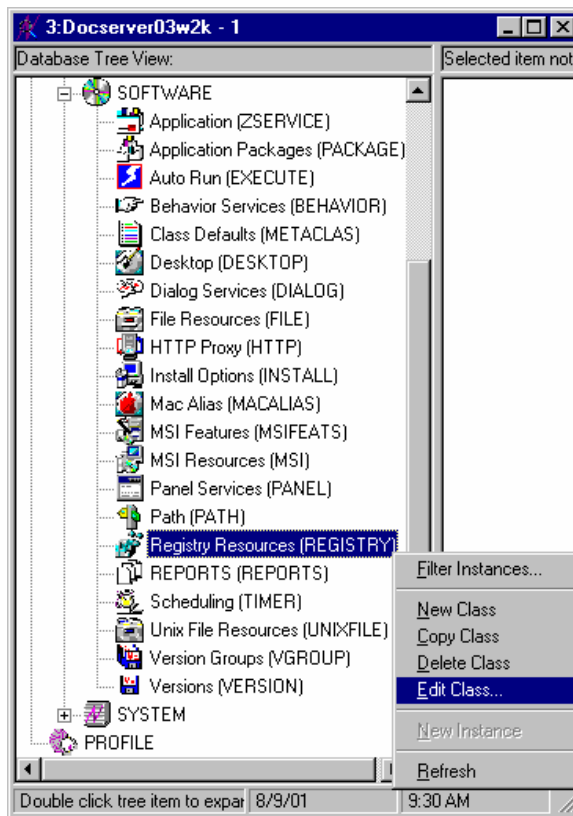 3:Docserver03w2k - 1
Database Tree View:
Selected item not
SOFTWARE
Application (ZSERVICE)
Application Packages (PACKAGE)
Auto Run (EXECUTE)
Behavior Services (BEHAVIOR)
Class Defaults (METACLAS)
Desktop (DESKTOP)
Dialog Services (DIALOG)
File Resources (FILE)
HTTP Proxy (HTTP)
Install Options (INSTALL)
Mac Alias (MACALIAS)
MSI Features (MSIFEATS)
MSI Resources (MSI)
Panel Services (PANEL)
Path (PATH)
Registry Resources (REGISTRY)
REPORTS (REPORTS)
Scheduling (TIMER)
Unix File Resources (UNIXFILE)
Version Groups (VGROUP)
Versions (VERSION)
SYSTEM
PROFILE
Filter Instances...
New Class
Copy Class
Delete Class
Edit Class...
New Instance
Refresh
Double click tree item to expar
8/9/01
9:30 AM